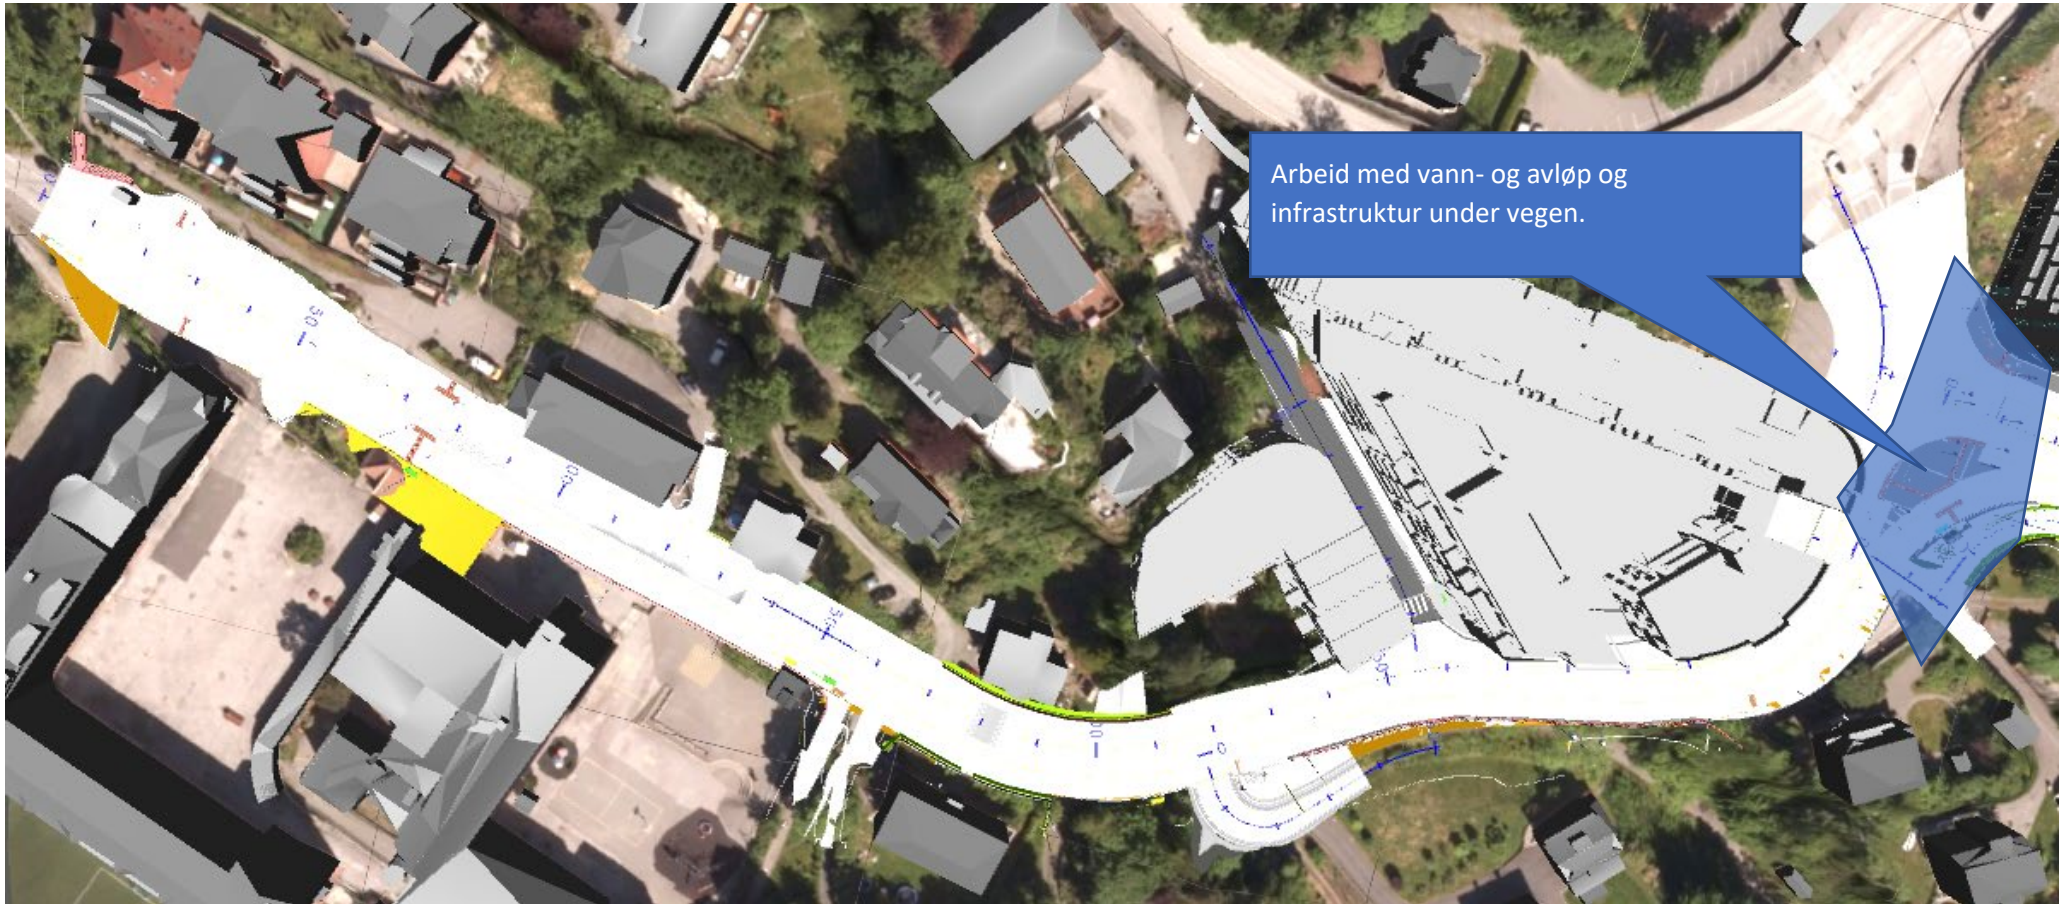 Arbeid med vann- og avløp og
infrastruktur under vegen.